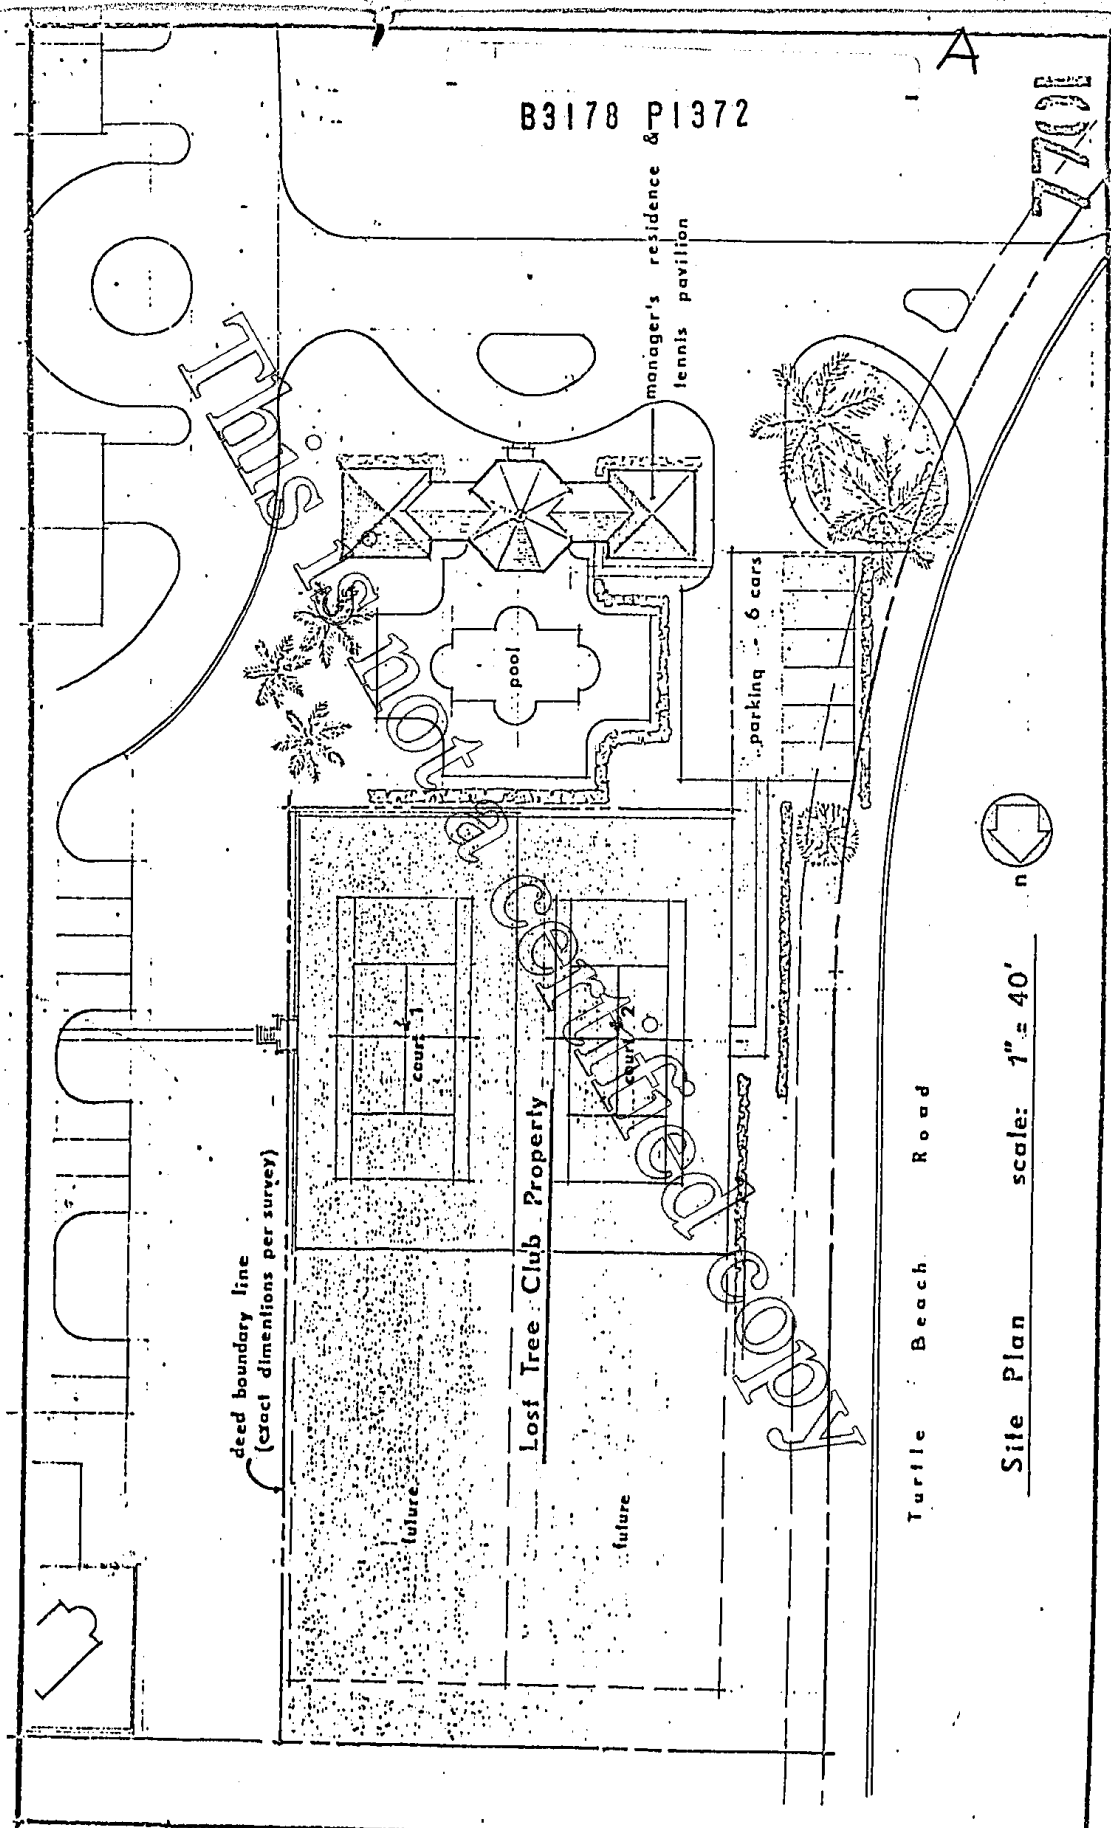 A
B3178 P1372
7701
manager's residence &
tennis pavilion
parking - 6 cars
pool
court 1
court 2
Lost Tree Club Property
deed boundary line
(exact dimentions per survey)
future
future
Turtle Beach Road
n
Site Plan scale: 1"= 40'
This is not a certified copy